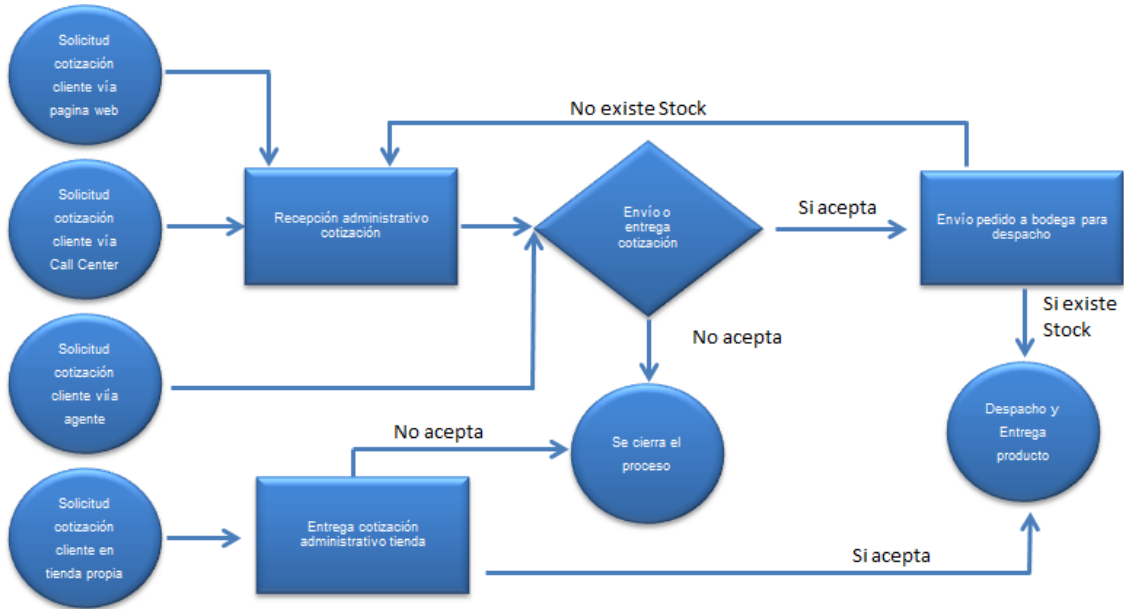 Solicitud
cotización
cliente vía
pagina web
No existe Stock
Solicitud
cotización
cliente vía
Call Center
Recepción administrativo
cotización
Envío o
entrega
cotización
Si acepta
Envío pedido a bodega para
despacho
Si existe
Stock
No acepta
Solicitud
cotización
cliente vía
agente
No acepta
Se cierra el
proceso
Despacho y
Entrega
producto
Solicitud
cotización
cliente en
tienda propia
Entrega cotización
administrativo tienda
Si acepta